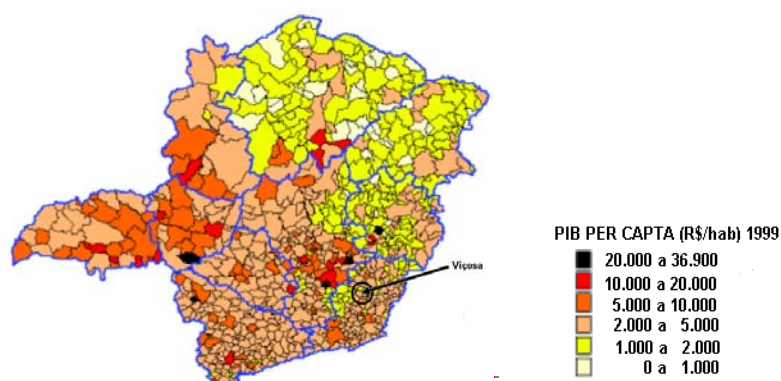 Viçosa
PIB PER CAPTA (R$/hab) 1999
20.000 a 36.900
10.000 a 20.000
5.000 a 10.000
2.000 a 5.000
1.000 a 2.000
0 a 1.000